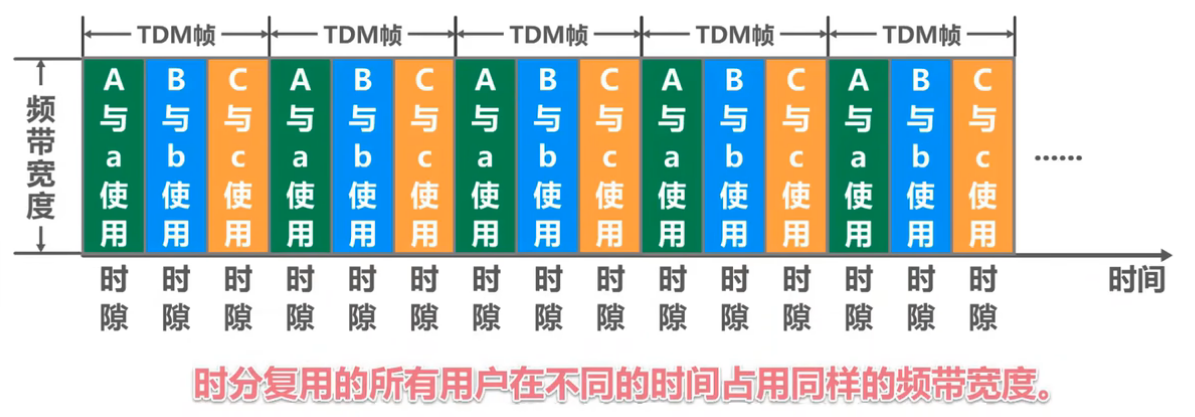 TDM帧 TDM帧 TDM帧 TDM帧 TDM帧
频带宽度
A与a使用
B与b使用
C与c使用
A与a使用
B与b使用
C与c使用
A与a使用
B与b使用
C与c使用
A与a使用
B与b使用
C与c使用
A与a使用
B与b使用
C与c使用
······
时隙 时隙 时隙 时隙 时隙 时隙 时隙 时隙 时隙 时隙 时隙 时隙 时隙 时隙 时隙
时间
时分复用的所有用户在不同的时间占用同样的频带宽度。